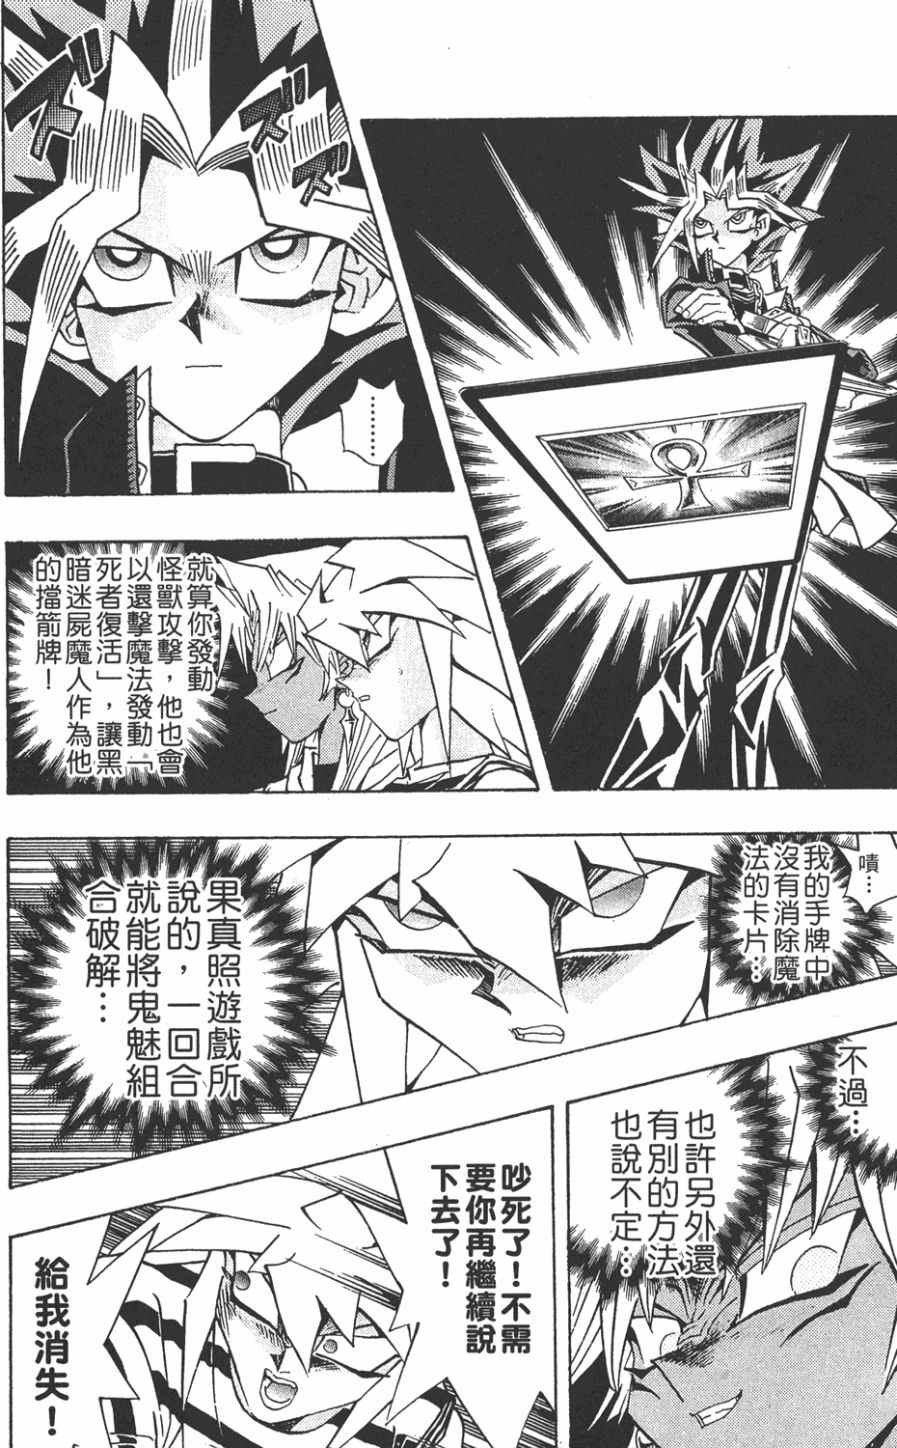 ズズ
ズズズ
…………
就算你發動
怪獸攻擊，他也會
以還擊魔法發動「
死者復活」，讓黑
暗迷屍魔人作為他
的擋箭牌！
嘖…
我的手牌中
沒有消除魔
法的卡片…
果真照遊戲所
說的，一回合
就能將鬼魅組
合破解…
不過…
也許另外還
有別的方法
也說不定…
吵死了！不需
要你再繼續說
下去了！
給我消失！